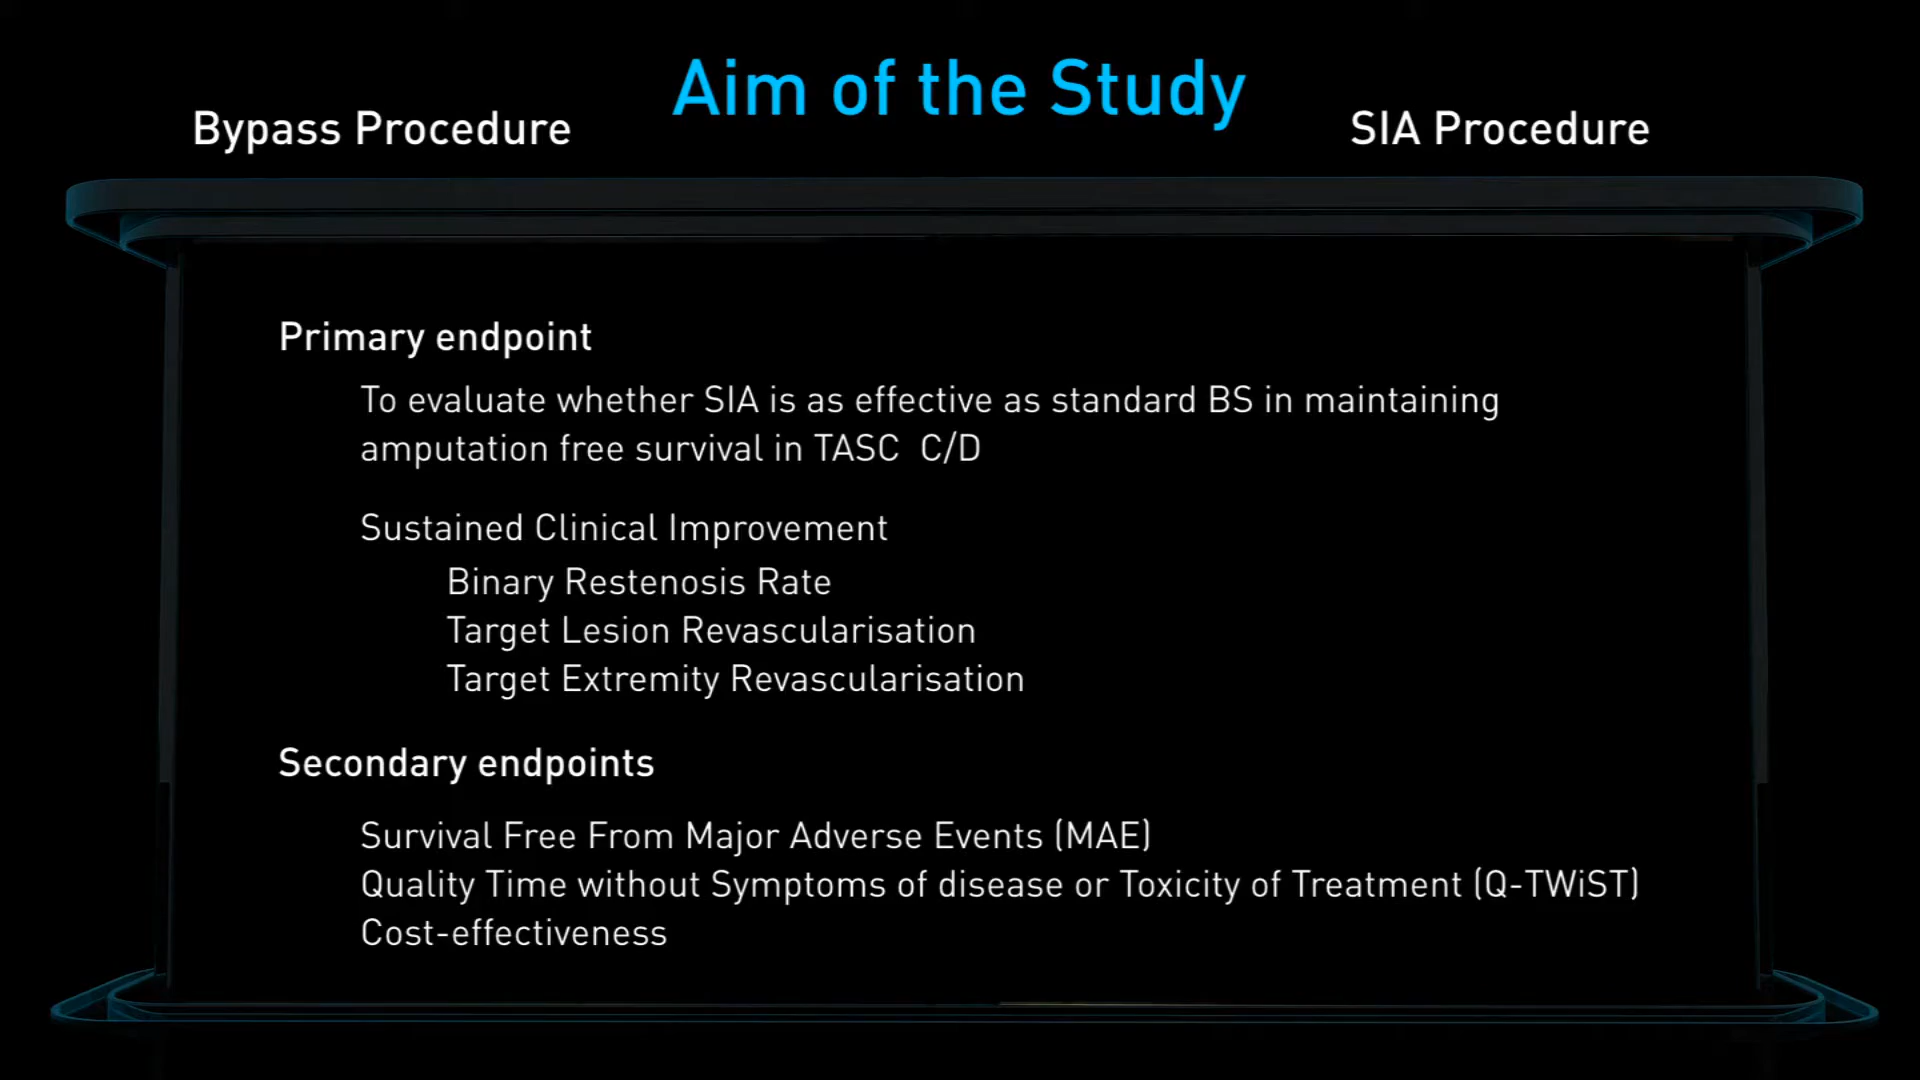 Aim of the Study
Bypass Procedure
SIA Procedure
Primary endpoint
To evaluate whether SIA is as effective as standard BS in maintaining
amputation free survival in TASC C/D
Sustained Clinical Improvement
Binary Restenosis Rate
Target Lesion Revascularisation
Target Extremity Revascularisation
Secondary endpoints
Survival Free From Major Adverse Events (MAE)
Quality Time without Symptoms of disease or Toxicity of Treatment (Q-TWiST)
Cost-effectiveness